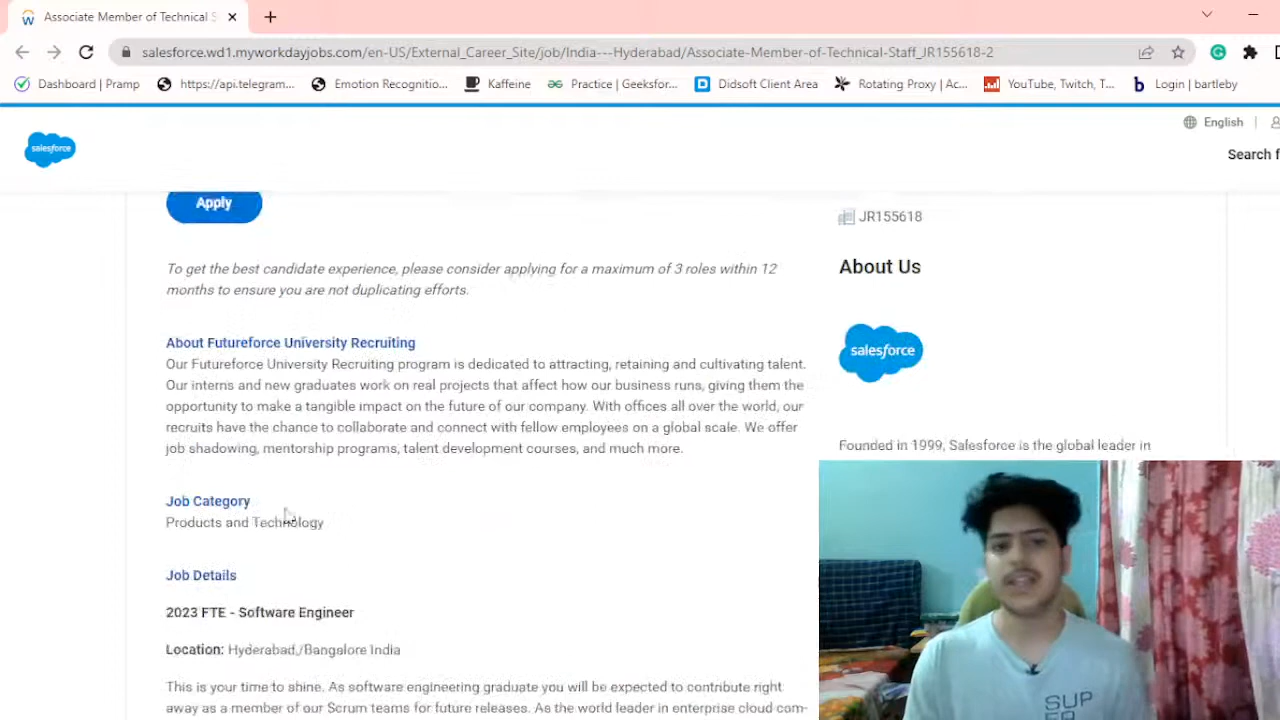 Associate Member of Technical S
salesforce.wd1.myworkdayjobs.com/en-US/External_Career_Site/job/India---Hyderabad/Associate-Member-of-Technical-Staff_JR155618-2
Dashboard | Pramp https://api.telegram... Emotion Recognitio... Kaffeine Practice | Geeksfor... Didsoft Client Area Rotating Proxy | Ac... YouTube, Twitch, T... Login | bartleby
salesforce
English
Search f
Apply
JR155618
To get the best candidate experience, please consider applying for a maximum of 3 roles within 12
months to ensure you are not duplicating efforts.
About Us
About Futureforce University Recruiting
Our Futureforce University Recruiting program is dedicated to attracting, retaining and cultivating talent.
Our interns and new graduates work on real projects that affect how our business runs, giving them the
opportunity to make a tangible impact on the future of our company. With offices all over the world, our
recruits have the chance to collaborate and connect with fellow employees on a global scale. We offer
job shadowing, mentorship programs, talent development courses, and much more.
salesforce
Founded in 1999, Salesforce is the global leader in
Job Category
Products and Technology
Job Details
2023 FTE - Software Engineer
Location: Hyderabad,/Bangalore India
This is your time to shine. As software engineering graduate you will be expected to contribute right
away as a member of our Scrum teams for future releases. As the world leader in enterprise cloud com-
SUP